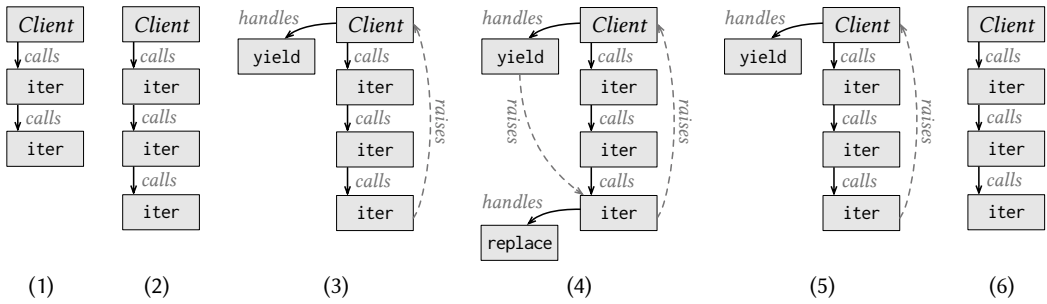 Client
calls
iter
calls
iter
(1)
Client
calls
iter
calls
iter
calls
iter
(2)
handles
Client
yield
calls
iter
calls
iter
raises
calls
iter
(3)
handles
Client
yield
calls
iter
raises
calls
iter
raises
calls
handles
iter
replace
(4)
handles
Client
yield
calls
iter
calls
iter
raises
calls
iter
(5)
Client
calls
iter
calls
iter
calls
iter
(6)